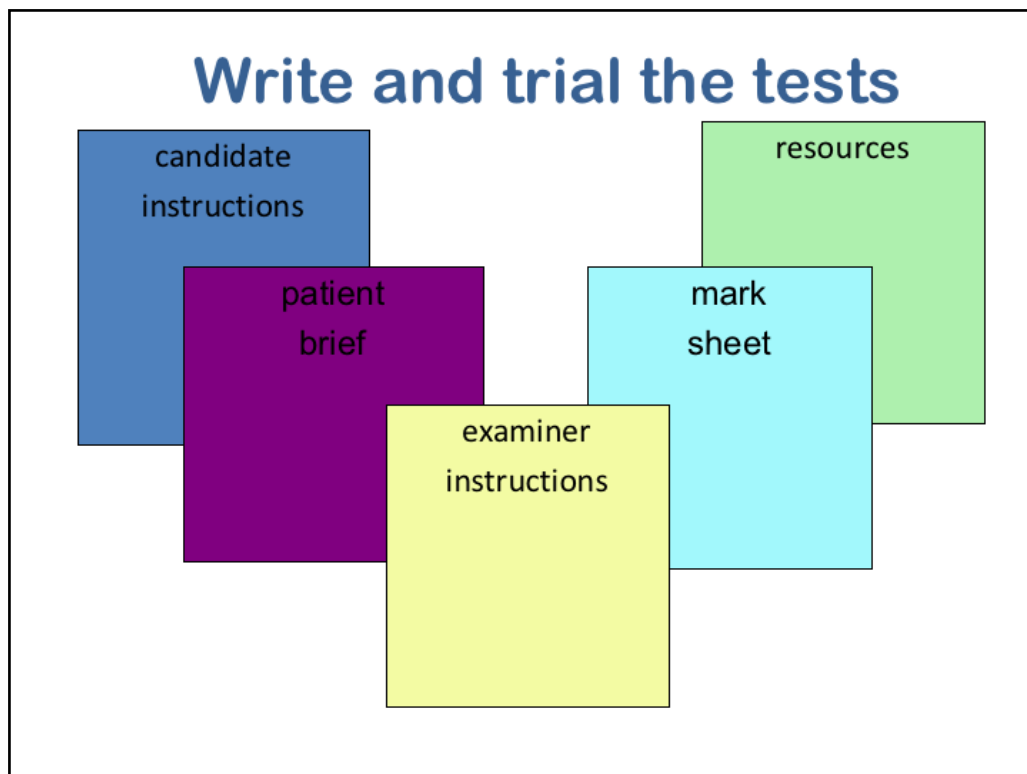 Write and trial the tests
candidate
instructions
patient
brief
examiner
instructions
mark
sheet
resources